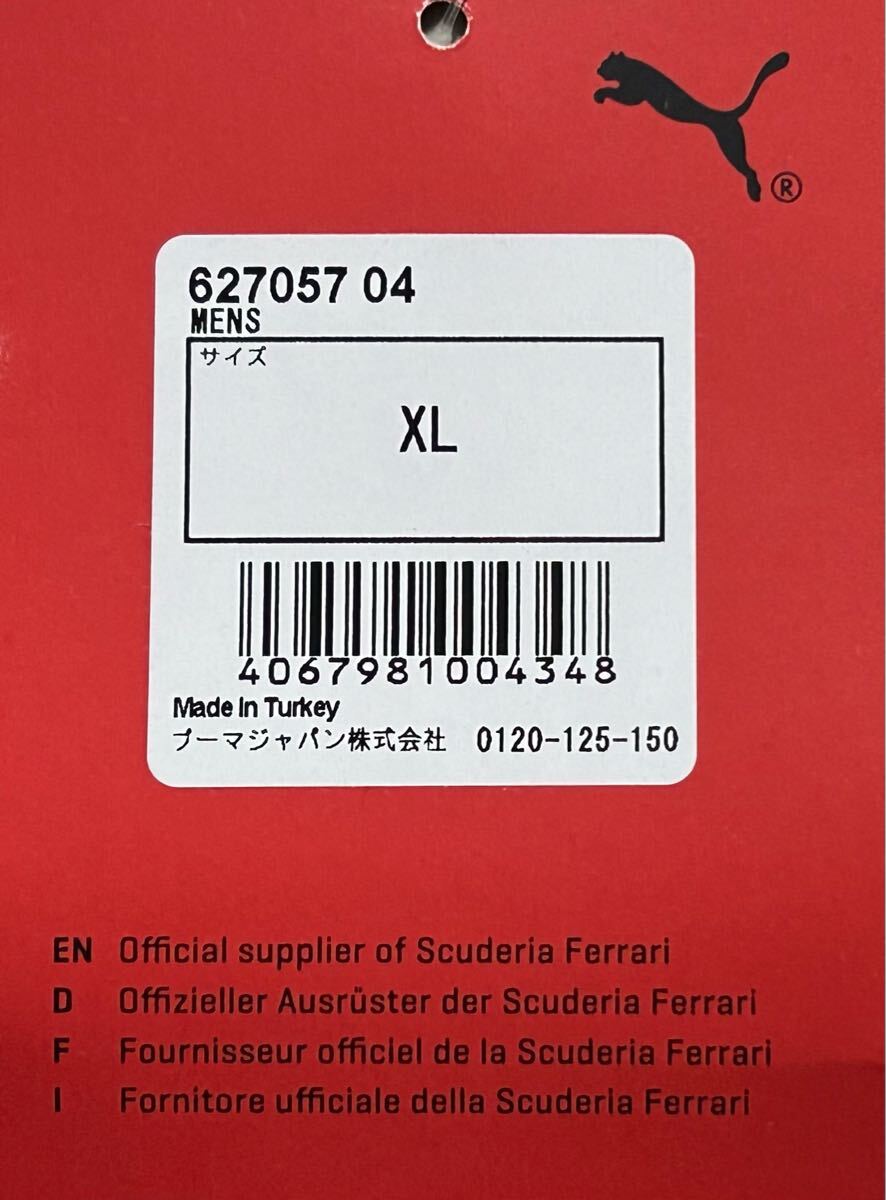 ®
627057 04
MENS
サイズ
XL
4067981004348
Made In Turkey
プーマジャパン株式会社 0120-125-150
EN Official supplier of Scuderia Ferrari
D Offizieller Ausrüster der Scuderia Ferrari
F Fournisseur officiel de la Scuderia Ferrari
I Fornitore ufficiale della Scuderia Ferrari